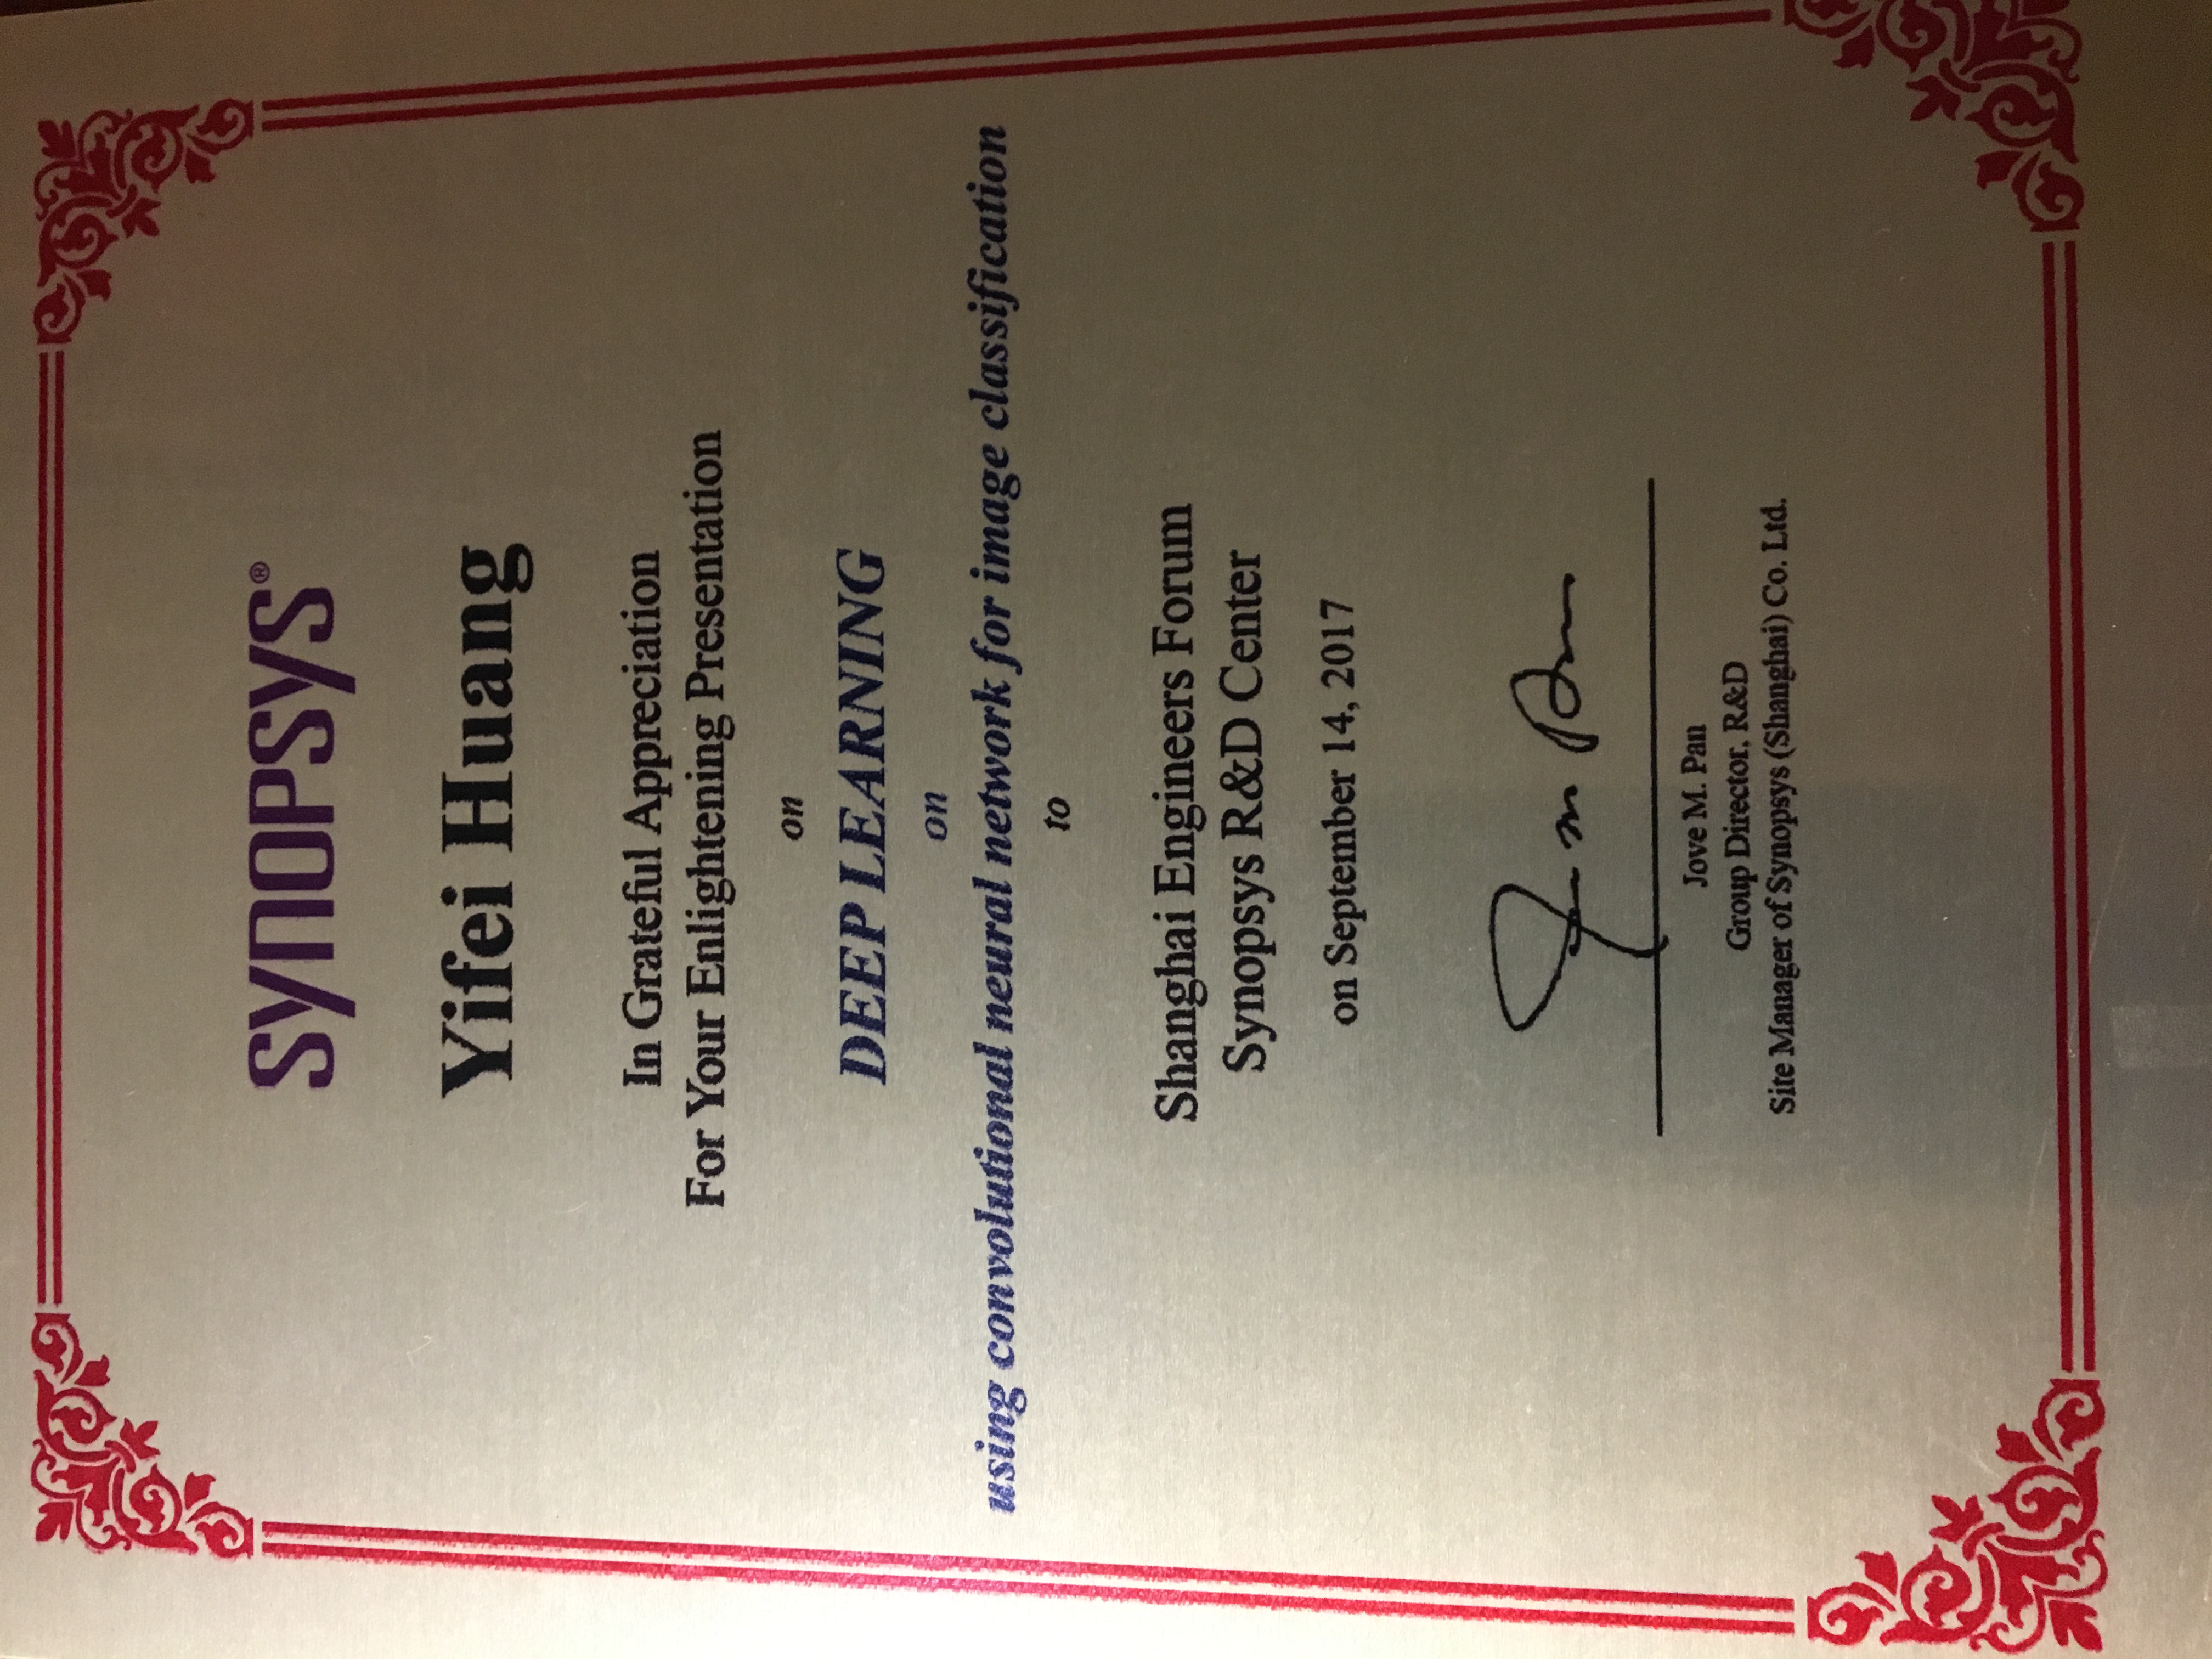 SYNOPSYS®
Yifei Huang
In Grateful Appreciation
For Your Enlightening Presentation
on
DEEP LEARNING
on
using convolutional neural network for image classification
to
Shanghai Engineers Forum
Synopsys R&D Center
on September 14, 2017
Jove M. Pan
Group Director, R&D
Site Manager of Synopsys (Shanghai) Co. Ltd.